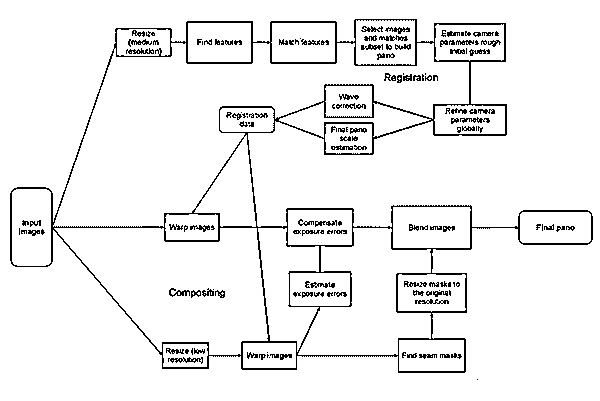 Resize
(medium
resolution)
Find features
Match features
Select images
and matches
subset to build
pano
Estimate camera
parameters rough
initial guess
Registration
Wave
correction
Registration
data
Final pano
scale
estimation
Refine camera
parameters
globally
Input
images
Warp images
Compensate
exposure errors
Blend images
Final pano
Compositing
Estimate
exposure errors
Resize masks to
the original
resolution
Resize (low
resolution)
Warp images
Find seam masks